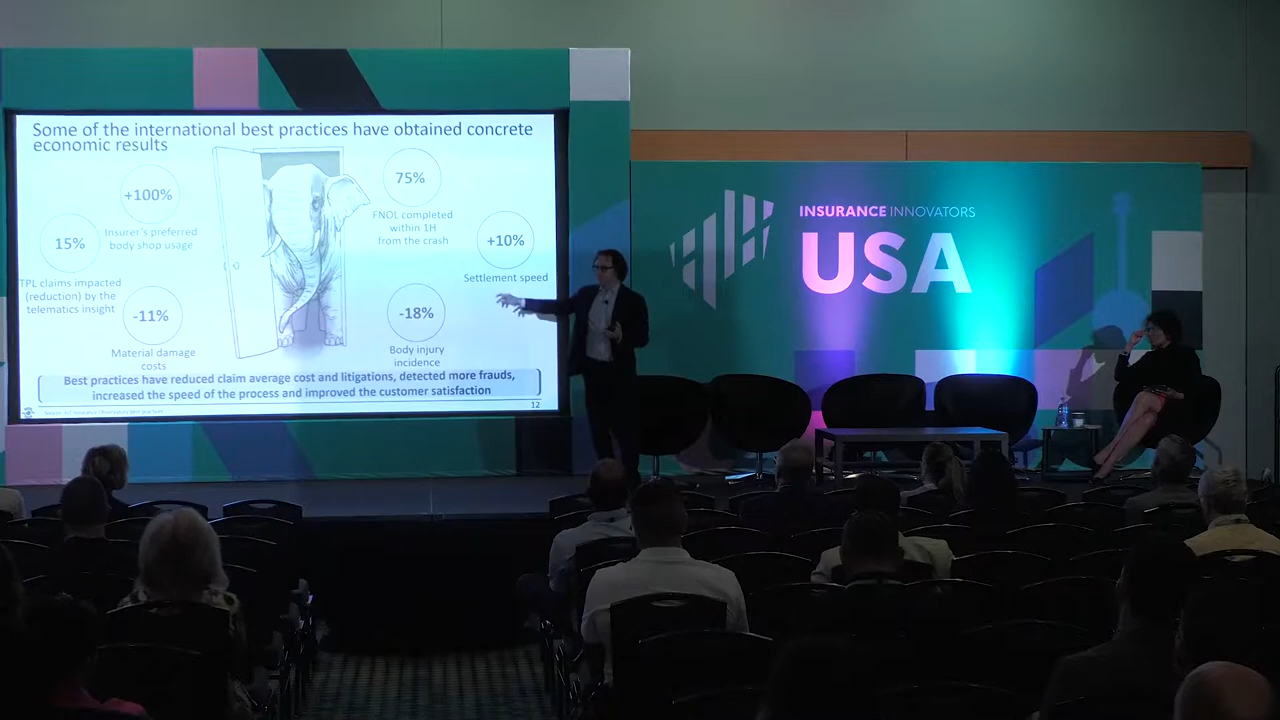 Some of the international best practices have obtained concrete
economic results
+100%
Insurer's preferred
body shop usage
15%
TPL claims impacted
(reduction) by the
telematics insight
-11%
Material damage
costs
75%
FNOL completed
within 1H
from the crash
+10%
Settlement speed
-18%
Body injury
incidence
Best practices have reduced claim average cost and litigations, detected more frauds,
increased the speed of the process and improved the customer satisfaction
12
INSURANCE INNOVATORS
USA